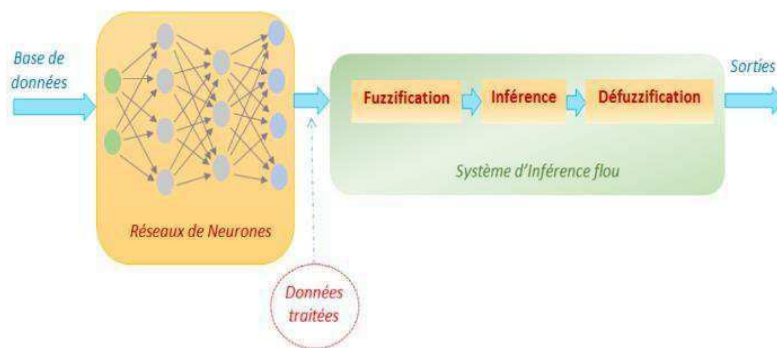 Base de
données
Réseaux de Neurones
Données
traitées
Fuzzification
Inférence
Défuzzification
Système d'Inférence flou
Sorties